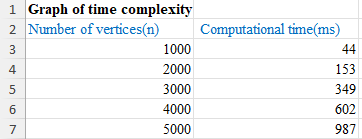 1 Graph of time complexity
2 Number of vertices(n) Computational time(ms)
3 1000 44
4 2000 153
5 3000 349
6 4000 602
7 5000 987